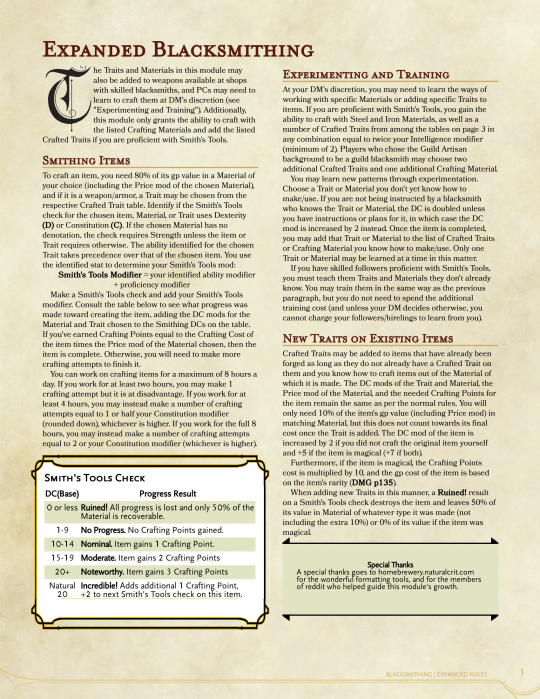 Expanded Blacksmithing
The Traits and Materials in this module may
also be added to weapons available at shops
with skilled blacksmiths, and PCs may need to
learn to craft them at DM's discretion (see
"Experimenting and Training"). Additionally,
this module only grants the ability to craft with
the listed Crafting Materials and add the listed
Crafted Traits if you are proficient with Smith's Tools.
Smithing Items
To craft an item, you need 80% of its gp value in a Material of
your choice (including the Price mod of the chosen Material),
and if it is a weapon/armor, a Trait may be chosen from the
respective Crafted Trait table. Identify if the Smith's Tools
check for the chosen item, Material, or Trait uses Dexterity
(D) or Constitution (C). If the chosen Material has no
denotation, the check requires Strength unless the item or
Trait requires otherwise. The ability identified for the chosen
Trait takes precedence over that of the chosen item. You use
the identified stat to determine your Smith's Tools mod:
Smith's Tools Modifier = your identified ability modifier
+ proficiency modifier
Make a Smith's Tools check and add your Smith's Tools
modifier. Consult the table below to see what progress was
made toward creating the item, adding the DC mods for the
Material and Trait chosen to the Smithing DCs on the table.
If you've earned Crafting Points equal to the Crafting Cost of
the item times the Price mod of the Material chosen, then the
item is complete. Otherwise, you will need to make more
crafting attempts to finish it.
You can work on crafting items for a maximum of 8 hours a
day. If you work for at least two hours, you may make 1
crafting attempt but it is at disadvantage. If you work for at
least 4 hours, you may instead make a number of crafting
attempts equal to 1 or half your Constitution modifier
(rounded down), whichever is higher. If you work for the full 8
hours, you may instead make a number of crafting attempts
equal to 2 or your Constitution modifier (whichever is higher).
Smith's Tools Check
DC(Base) Progress Result
0 or less Ruined! All progress is lost and only 50% of the
Material is recoverable.
1-9 No Progress. No Crafting Points gained.
10-14 Nominal. Item gains 1 Crafting Point.
15-19 Moderate. Item gains 2 Crafting Points
20+ Noteworthy. Item gains 3 Crafting Points
Natural 20 Incredible! Adds additional 1 Crafting Point,
+2 to next Smith's Tools check on this item.
Experimenting and Training
At your DM's discretion, you may need to learn the ways of
working with specific Materials or adding specific Traits to
items. If you are proficient with Smith's Tools, you gain the
ability to craft with Steel and Iron Materials, as well as a
number of Crafted Traits from among the tables on page 3 in
any combination equal to twice your Intelligence modifier
(minimum of 2). Players who chose the Guild Artisan
background to be a guild blacksmith may choose two
additional Crafted Traits and one additional Crafting Material.
You may learn new patterns through experimentation.
Choose a Trait or Material you don't yet know how to
make/use. If you are not being instructed by a blacksmith
who knows the Trait or Material, the DC is doubled unless
you have instructions or plans for it, in which case the DC
mod is increased by 2 instead. Once the item is completed,
you may add that Trait or Material to the list of Crafted Traits
or Crafting Material you know how to make/use. Only one
Trait or Material may be learned at a time in this matter.
If you have skilled followers proficient with Smith's Tools,
you must teach them Traits and Materials they don't already
know. You may train them in the same way as the previous
paragraph, but you do not need to spend the additional
training cost (and unless your DM decides otherwise, you
cannot charge your followers/hirelings to learn from you).
New Traits on Existing Items
Crafted Traits may be added to items that have already been
forged as long as they do not already have a Crafted Trait on
them and you know how to craft items out of the Material of
which it is made. The DC mods of the Trait and Material, the
Price mod of the Material, and the needed Crafting Points for
the item remain the same as per the normal rules. You will
only need 10% of the item's gp value (including Price mod) in
matching Material, but this does not count towards its final
cost once the Trait is added. The DC mod of the item is
increased by 2 if you did not craft the original item yourself
and +5 if the item is magical (+7 if both).
Furthermore, if the item is magical, the Crafting Points
cost is multiplied by 10, and the gp cost of the item is based
on the item's rarity (DMG p135).
When adding new Traits in this manner, a Ruined! result
on a Smith's Tools check destroys the item and leaves 50% of
its value in Material of whatever type it was made (not
including the extra 10%) or 0% of its value if the item was
magical.
Special Thanks
A special thanks goes to homebrewery.naturalcrit.com
for the wonderful formatting tools, and for the members
of reddit who helped guide this module's growth.
BLACKSMITHING | EXPANDED RULES
1